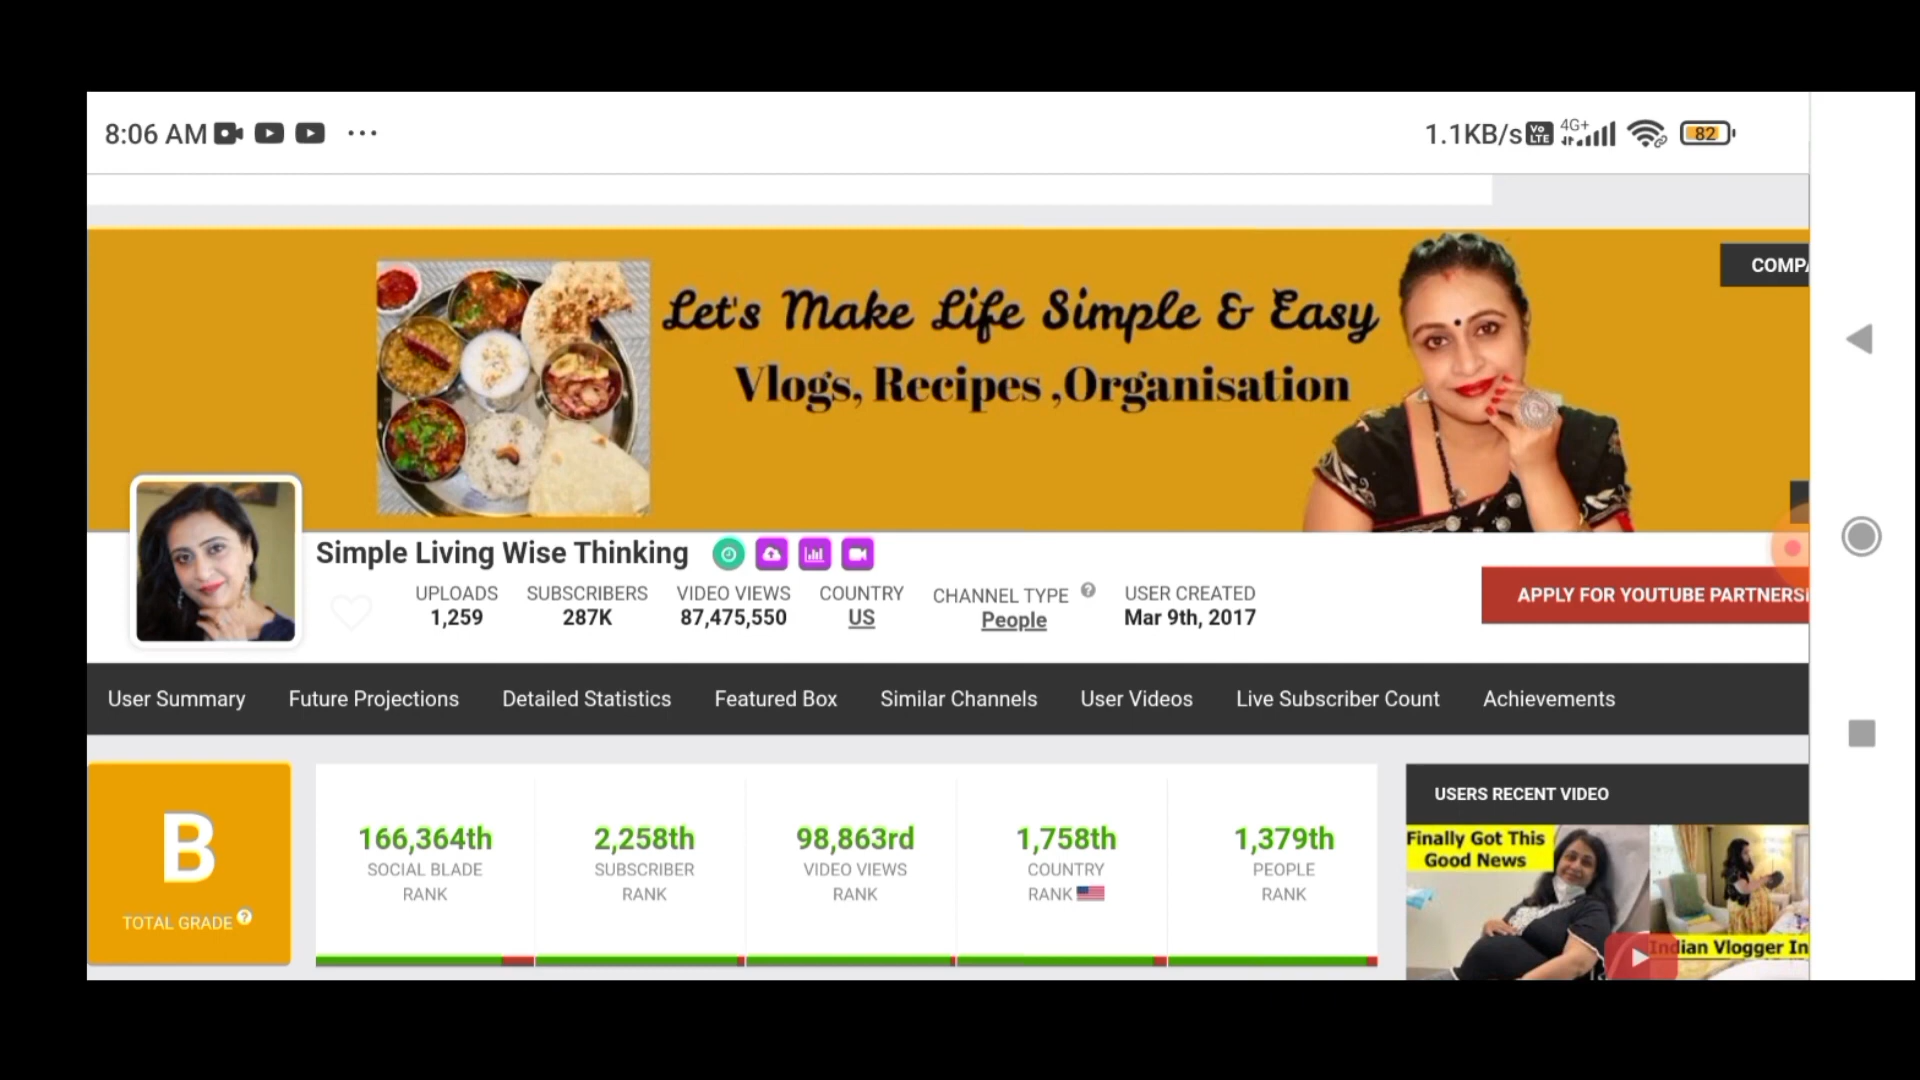 8:06 AM
1.1KB/s Vo LTE 4G+ 82
COMP
Let's Make Life Simple & Easy
Vlogs, Recipes ,Organisation
Simple Living Wise Thinking
UPLOADS SUBSCRIBERS VIDEO VIEWS COUNTRY CHANNEL TYPE ? USER CREATED
1,259 287K 87,475,550 US People Mar 9th, 2017
APPLY FOR YOUTUBE PARTNERS
User Summary Future Projections Detailed Statistics Featured Box Similar Channels User Videos Live Subscriber Count Achievements
B
TOTAL GRADE ?
166,364th
SOCIAL BLADE
RANK
2,258th
SUBSCRIBER
RANK
98,863rd
VIDEO VIEWS
RANK
1,758th
COUNTRY
RANK
1,379th
PEOPLE
RANK
USERS RECENT VIDEO
Finally Got This
Good News
Indian Vlogger In